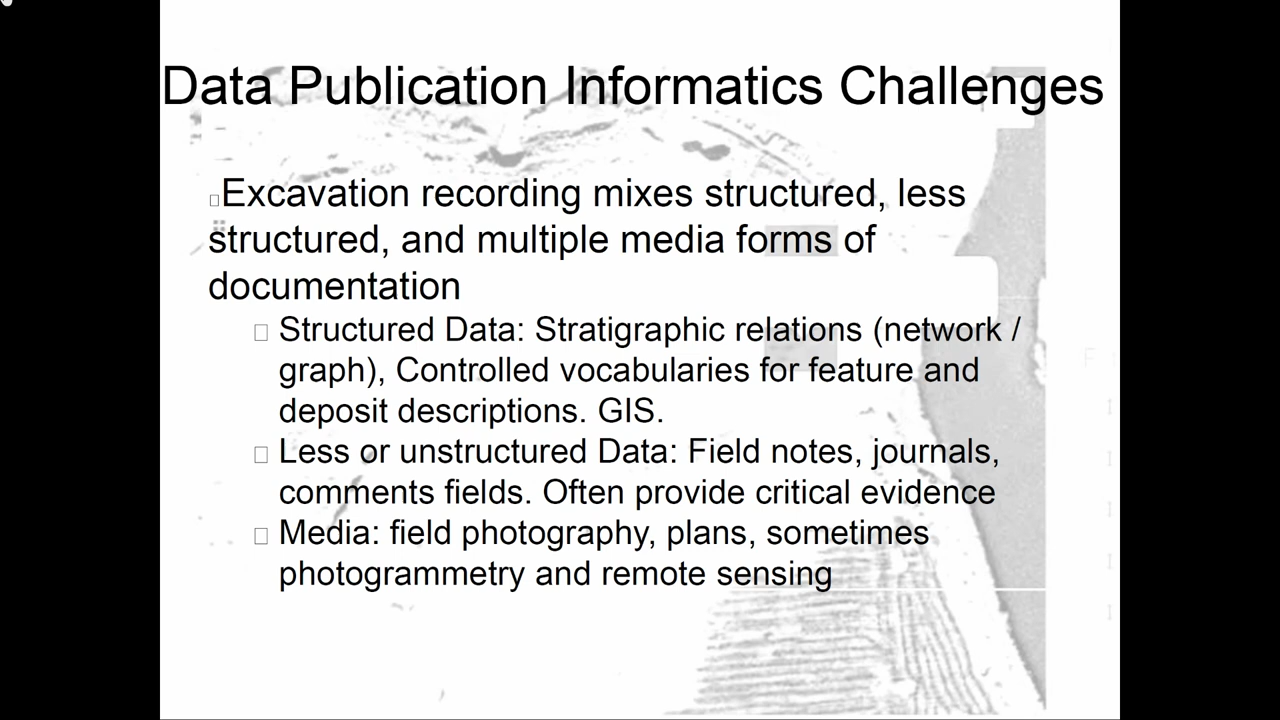 Data Publication Informatics Challenges
Excavation recording mixes structured, less
structured, and multiple media forms of
documentation
Structured Data: Stratigraphic relations (network /
graph), Controlled vocabularies for feature and
deposit descriptions. GIS.
Less or unstructured Data: Field notes, journals,
comments fields. Often provide critical evidence
Media: field photography, plans, sometimes
photogrammetry and remote sensing